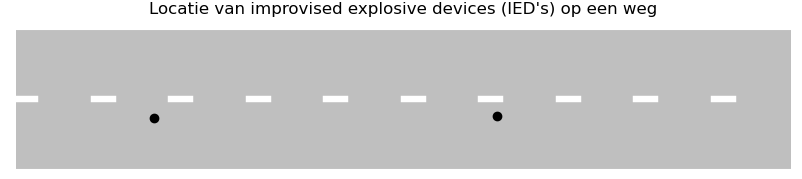 Locatie van improvised explosive devices (IED's) op een weg